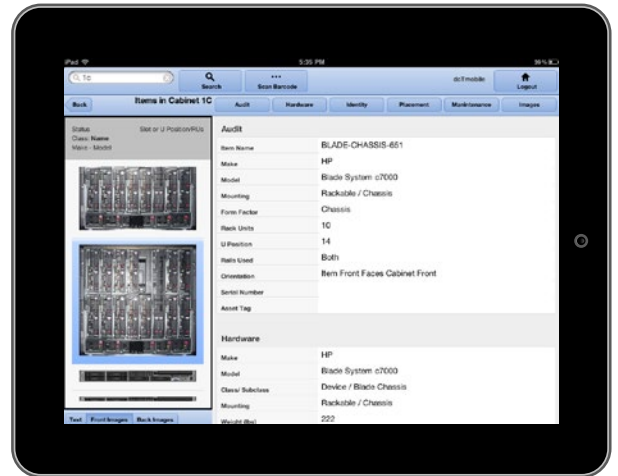 iPad 5:35 PM 98%
1c Search Scan Barcode dcTmobile Logout
Back Items in Cabinet 1C Audit Hardware Identity Placement Maintenance Images
Status Slot or U Position/RUs
Class: Name
Make - Model
Audit
Item Name BLADE-CHASSIS-651
Make HP
Model Blade System c7000
Mounting Rackable / Chassis
Form Factor Chassis
Rack Units 10
U Position 14
Rails Used Both
Orientation Item Front Faces Cabinet Front
Serial Number
Asset Tag
Hardware
Make HP
Model Blade System c7000
Class/ Subclass Device / Blade Chassis
Mounting Rackable / Chassis
Weight (lbs) 222
Text Front Images Back Images